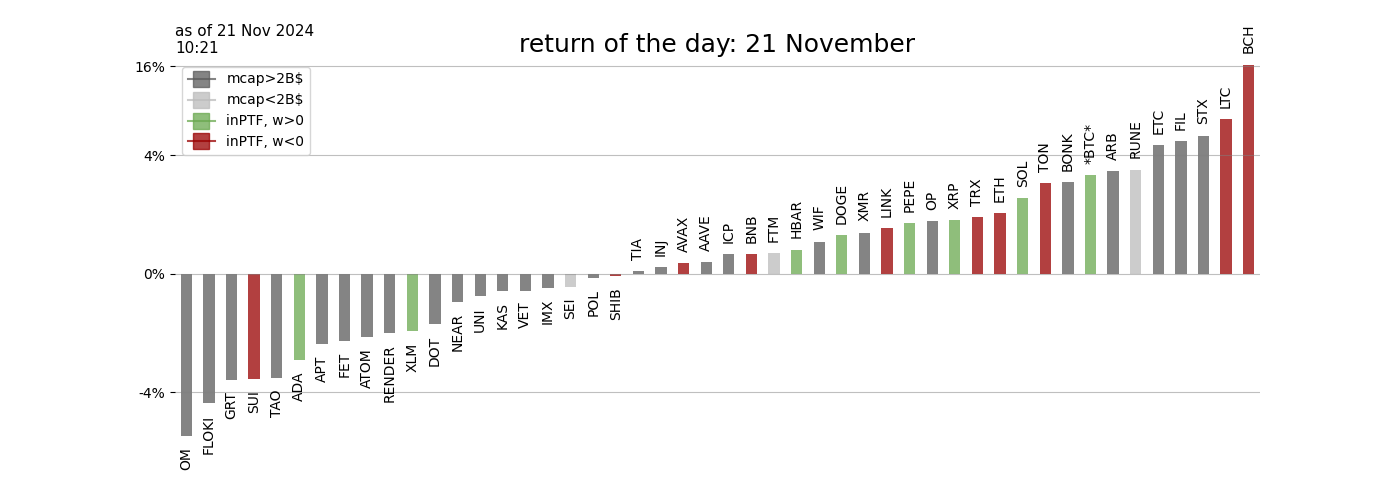 as of 21 Nov 2024
10:21
return of the day: 21 November
16%
4%
0%
-4%
mcap>2B$
mcap<2B$
inPTF, w>0
inPTF, w<0
OM
FLOKI
GRT
SUI
TAO
ADA
APT
FET
ATOM
RENDER
XLM
DOT
NEAR
UNI
KAS
VET
IMX
SEI
POL
SHIB
TIA
INJ
AVAX
AAVE
ICP
BNB
FTM
HBAR
WIF
DOGE
XMR
LINK
PEPE
OP
XRP
TRX
ETH
SOL
TON
BONK
*BTC*
ARB
RUNE
ETC
FIL
STX
LTC
BCH